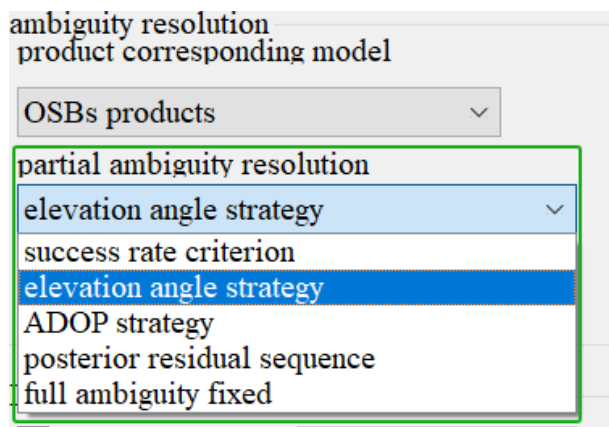 ambiguity resolution
product corresponding model
OSBs products
partial ambiguity resolution
elevation angle strategy
success rate criterion
elevation angle strategy
ADOP strategy
posterior residual sequence
full ambiguity fixed